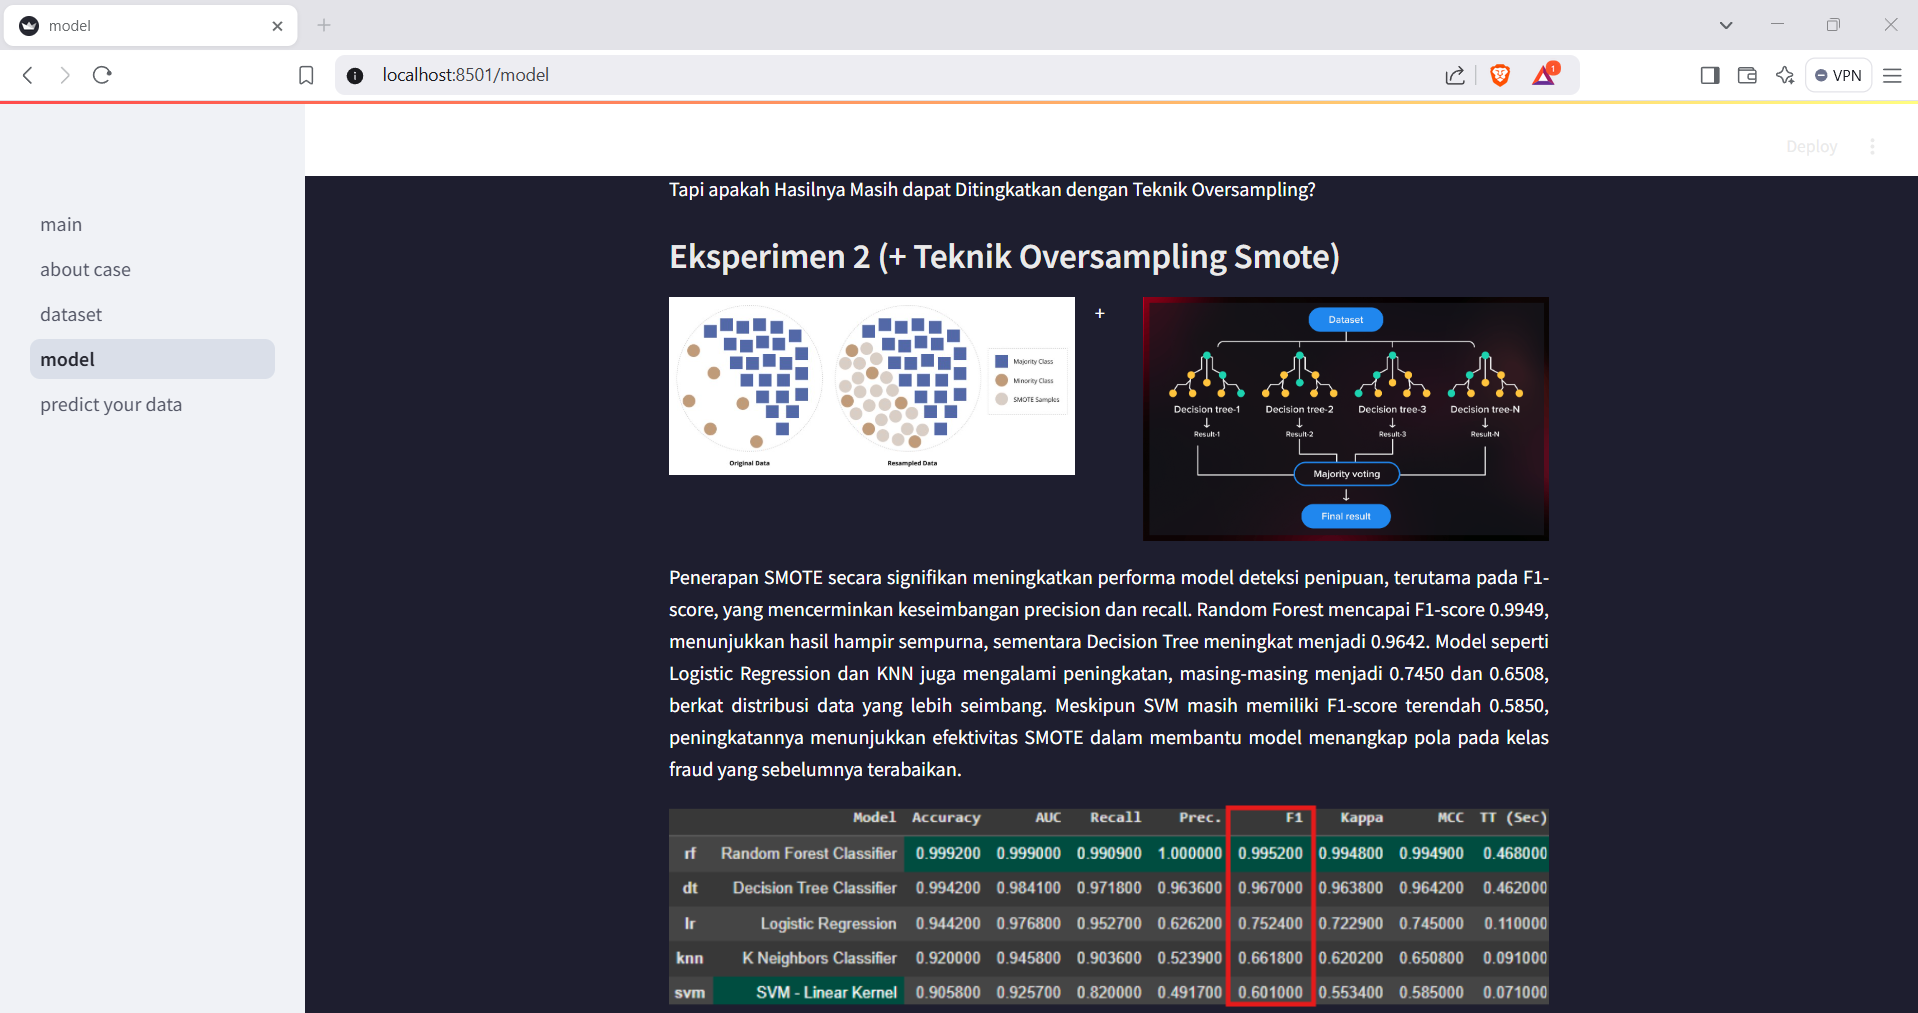 model
localhost:8501/model
1
VPN
Deploy
main
about case
dataset
model
predict your data
Tapi apakah Hasilnya Masih dapat Ditingkatkan dengan Teknik Oversampling?
Eksperimen 2 (+ Teknik Oversampling Smote)
Majority Class
Minority Class
SMOTE Samples
Original Data
Resampled Data
+
Dataset
Decision tree-1
Decision tree-2
Decision tree-3
Decision tree-N
Result-1
Result-2
Result-3
Result-N
Majority voting
Final result
Penerapan SMOTE secara signifikan meningkatkan performa model deteksi penipuan, terutama pada F1-
score, yang mencerminkan keseimbangan precision dan recall. Random Forest mencapai F1-score 0.9949,
menunjukkan hasil hampir sempurna, sementara Decision Tree meningkat menjadi 0.9642. Model seperti
Logistic Regression dan KNN juga mengalami peningkatan, masing-masing menjadi 0.7450 dan 0.6508,
berkat distribusi data yang lebih seimbang. Meskipun SVM masih memiliki F1-score terendah 0.5850,
peningkatannya menunjukkan efektivitas SMOTE dalam membantu model menangkap pola pada kelas
fraud yang sebelumnya terabaikan.
Model Accuracy AUC Recall Prec. F1 Kappa MCC TT (Sec)
rf Random Forest Classifier 0.999200 0.999000 0.990900 1.000000 0.995200 0.994800 0.994900 0.468000
dt Decision Tree Classifier 0.994200 0.984100 0.971800 0.963600 0.967000 0.963800 0.964200 0.462000
lr Logistic Regression 0.944200 0.976800 0.952700 0.626200 0.752400 0.722900 0.745000 0.110000
knn K Neighbors Classifier 0.920000 0.945800 0.903600 0.523900 0.661800 0.620200 0.650800 0.091000
svm SVM - Linear Kernel 0.905800 0.925700 0.820000 0.491700 0.601000 0.553400 0.585000 0.071000